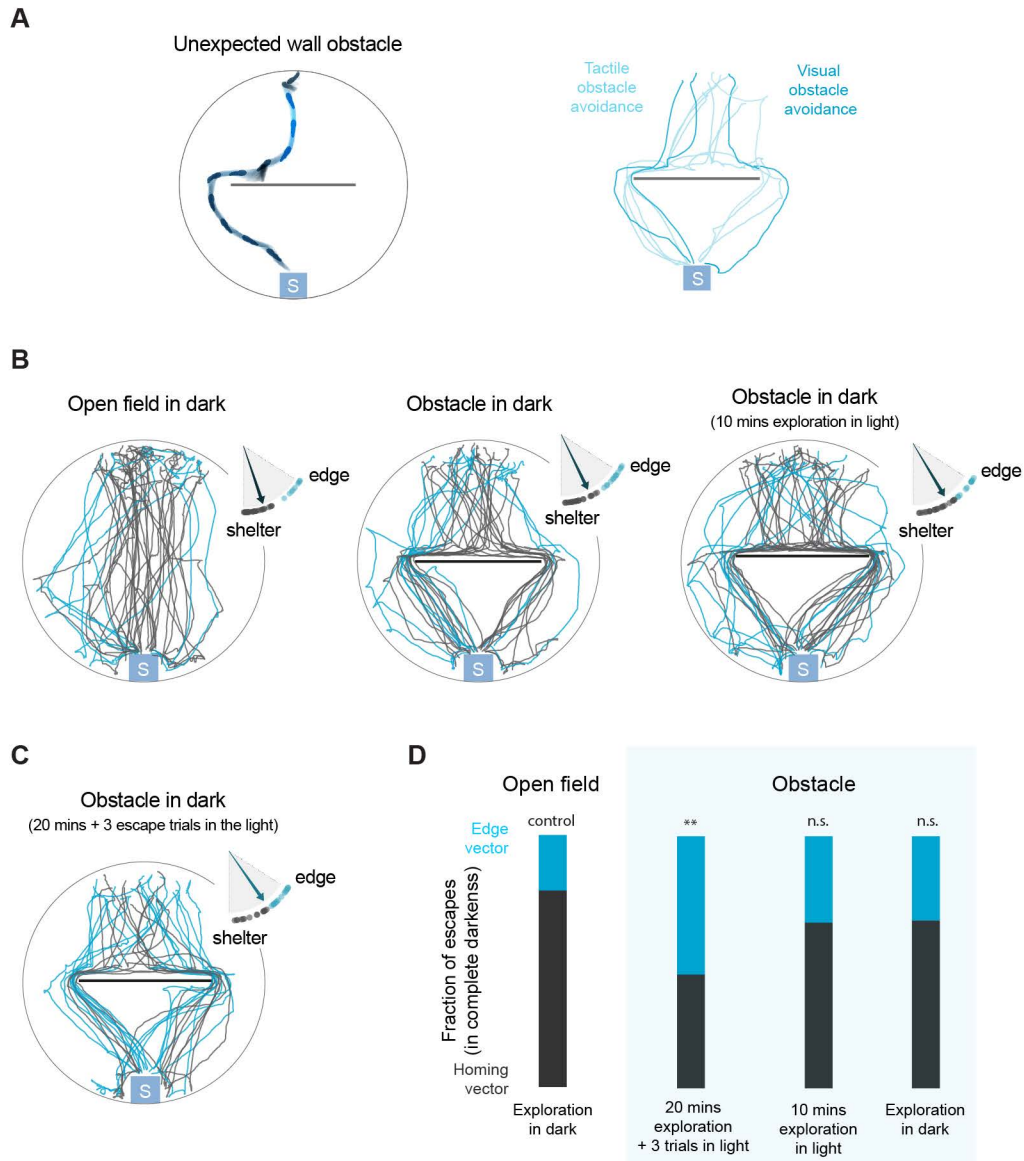 A
Unexpected wall obstacle
S
Tactile
obstacle
avoidance
Visual
obstacle
avoidance
S
B
Open field in dark
edge
shelter
S
Obstacle in dark
edge
shelter
S
Obstacle in dark
(10 mins exploration in light)
edge
shelter
S
C
Obstacle in dark
(20 mins + 3 escape trials in the light)
edge
shelter
S
D
Open field
Obstacle
control
**
n.s.
n.s.
Edge
vector
Fraction of escapes
(in complete darkenss)
Homing
vector
Exploration
in dark
20 mins
exploration
+ 3 trials in light
10 mins
exploration
in light
Exploration
in dark